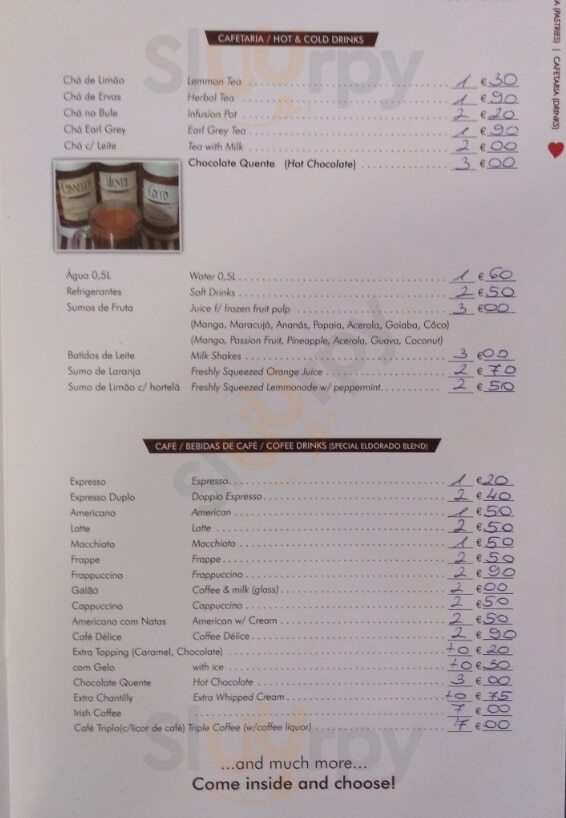 CAFETARIA / HOT & COLD DRINKS
Chá de Limão Lemmon Tea 1 € 30
Chá de Ervas Herbal Tea 1 € 90
Chá no Bule Infusion Pot 2 € 20
Chá Earl Grey Earl Grey Tea 1 € 90
Chá c/ Leite Tea with Milk 2 € 00
Chocolate Quente (Hot Chocolate) 3 € 00
CANNELLA MENTA COCCO
Água 0,5L Water 0,5L 1 € 60
Refrigerantes Soft Drinks 2 € 50
Sumos de Fruta Juice f/ frozen fruit pulp 3 € 00
(Manga, Maracujá, Ananás, Papaia, Acerola, Goiaba, Côco)
(Mango, Passion Fruit, Pineapple, Acerola, Guava, Coconut)
Batidos de Leite Milk Shakes 3 € 00
Sumo de Laranja Freshly Squeezed Orange Juice 2 € 70
Sumo de Limão c/ hortelã Freshly Squeezed Lemmonade w/ peppermint 2 € 50
CAFÉ / BEBIDAS DE CAFÉ / COFEE DRINKS (SPECIAL ELDORADO BLEND)
Expresso Espresso 1 € 20
Expresso Duplo Doppio Espresso 2 € 40
Americano American 1 € 50
Latte Latte 2 € 50
Macchiato Macchiato 1 € 50
Frappe Frappe 2 € 50
Frappuccino Frappuccino 2 € 90
Galão Coffee & milk (glass) 2 € 00
Cappuccino Cappuccino 2 € 50
Americano com Natas American w/ Cream 2 € 50
Café Délice Coffee Délice 2 € 90
Extra Topping (Caramel, Chocolate) +0 € 20
com Gelo with ice +0 € 30
Chocolate Quente Hot Chocolate 3 € 00
Extra Chantilly Extra Whipped Cream +0 € 75
Irish Coffee 7 € 00
Café Triplo(c/licor de café) Triple Coffee (w/coffee liquor) 7 € 00
...and much more...
Come inside and choose!
(PASTRIES) | CAFETARIA (DRINKS)
Sluurpy
Sluurpy
Sluurpy